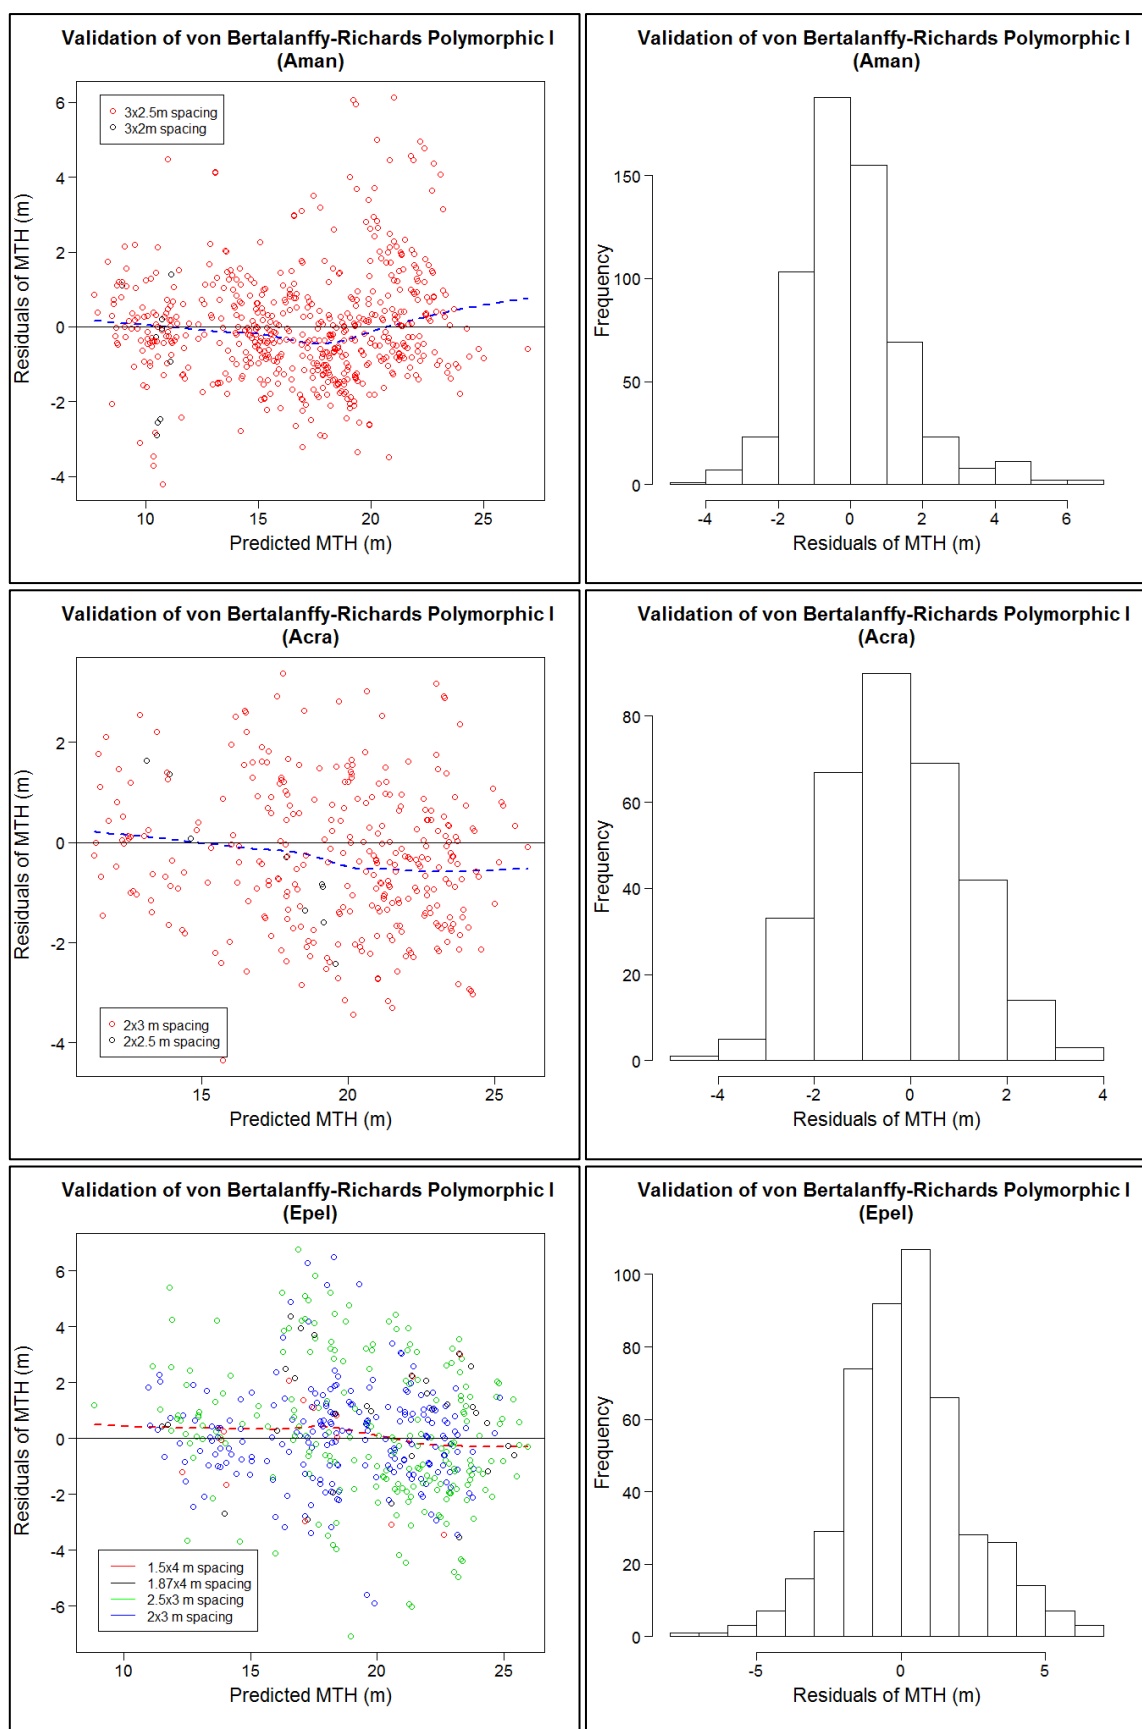 Validation of von Bertalanffy-Richards Polymorphic I
(Aman)
Residuals of MTH (m)
6
4
2
0
-2
-4
3x2.5m spacing
3x2m spacing
10 15 20 25
Predicted MTH (m)
Validation of von Bertalanffy-Richards Polymorphic I
(Aman)
Frequency
150
100
50
0
-4 -2 0 2 4 6
Residuals of MTH (m)
Validation of von Bertalanffy-Richards Polymorphic I
(Acra)
Residuals of MTH (m)
2
0
-2
-4
2x3 m spacing
2x2.5 m spacing
15 20 25
Predicted MTH (m)
Validation of von Bertalanffy-Richards Polymorphic I
(Acra)
Frequency
80
60
40
20
0
-4 -2 0 2 4
Residuals of MTH (m)
Validation of von Bertalanffy-Richards Polymorphic I
(Epel)
Residuals of MTH (m)
6
4
2
0
-2
-4
-6
1.5x4 m spacing
1.87x4 m spacing
2.5x3 m spacing
2x3 m spacing
10 15 20 25
Predicted MTH (m)
Validation of von Bertalanffy-Richards Polymorphic I
(Epel)
Frequency
100
80
60
40
20
0
-5 0 5
Residuals of MTH (m)